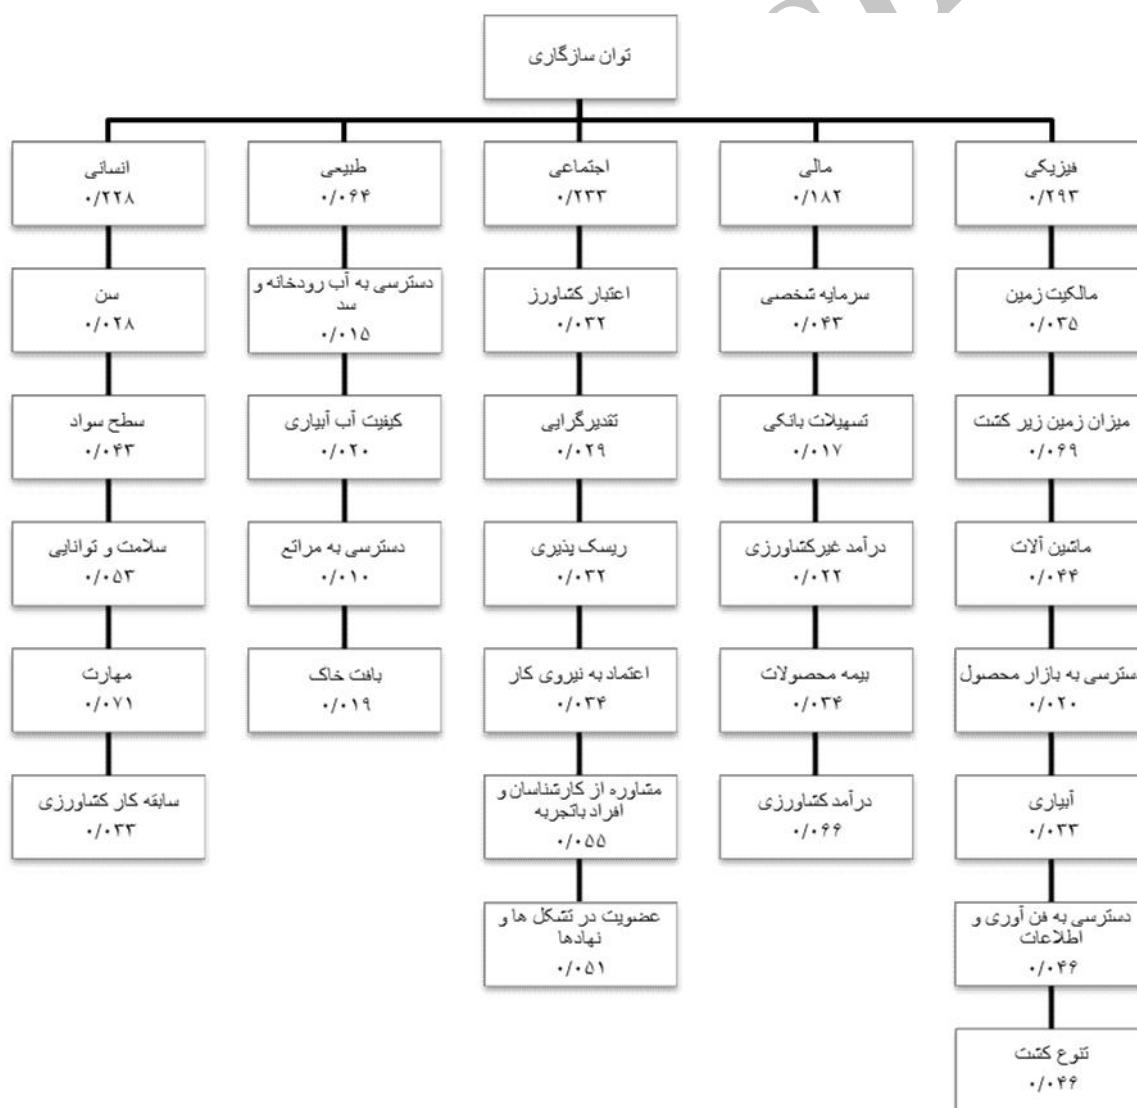 توان سازگاری
فیزیکی
۰/۲۹۳
مالکیت زمین
۰/۰۳۵
میزان زمین زیر کشت
۰/۰۶۹
ماشین آلات
۰/۰۴۴
دسترسی به بازار محصول
۰/۰۲۰
آبیاری
۰/۰۳۳
دسترسی به فن آوری و
اطلاعات
۰/۰۴۶
تنوع کشت
۰/۰۴۶
مالی
۰/۱۸۲
سرمایه شخصی
۰/۰۴۳
تسهیلات بانکی
۰/۰۱۷
درآمد غیرکشاورزی
۰/۰۲۲
بیمه محصولات
۰/۰۳۴
درآمد کشاورزی
۰/۰۶۶
اجتماعی
۰/۲۳۳
اعتبار کشاورز
۰/۰۳۲
تقدیرگرایی
۰/۰۲۹
ریسک پذیری
۰/۰۳۲
اعتماد به نیروی کار
۰/۰۳۴
مشاوره از کارشناسان و
افراد باتجربه
۰/۰۵۵
عضویت در تشکل ها و
نهادها
۰/۰۵۱
طبیعی
۰/۰۶۴
دسترسی به آب رودخانه و
سد
۰/۰۱۵
کیفیت آب آبیاری
۰/۰۲۰
دسترسی به مراتع
۰/۰۱۰
بافت خاک
۰/۰۱۹
انسانی
۰/۲۲۸
سن
۰/۰۲۸
سطح سواد
۰/۰۴۳
سلامت و توانایی
۰/۰۵۳
مهارت
۰/۰۷۱
سابقه کار کشاورزی
۰/۰۳۳